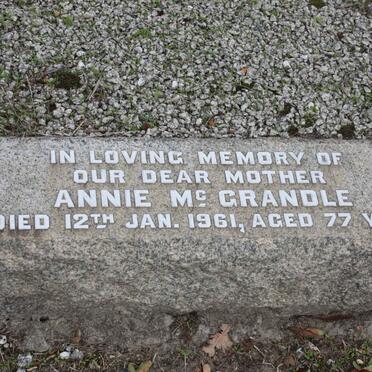 IN LOVING MEMORY OF
OUR DEAR MOTHER
ANNIE Mc GRANDLE
DIED 12TH JAN. 1961, AGED 77 Y